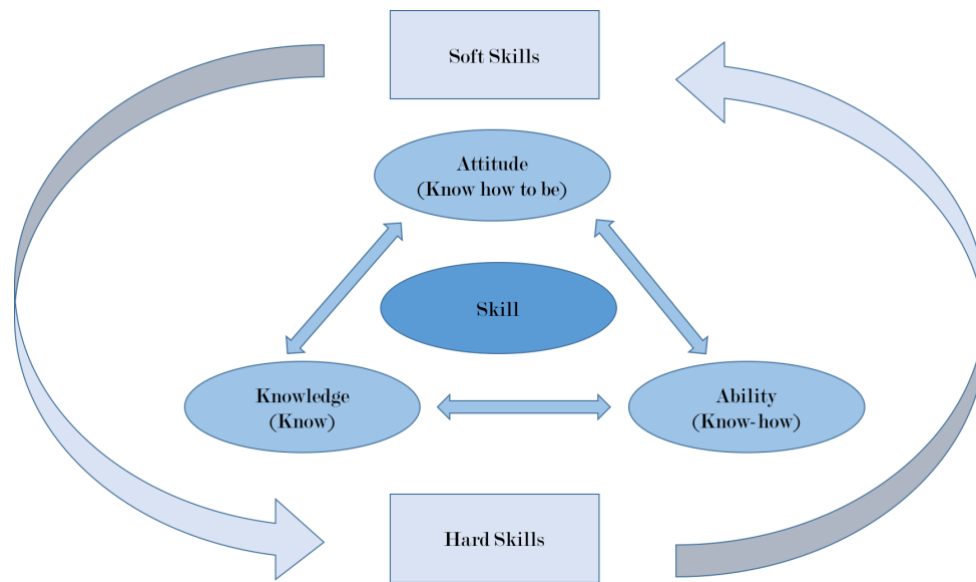 Soft Skills
Attitude
(Know how to be)
Skill
Knowledge
(Know)
Ability
(Know-how)
Hard Skills